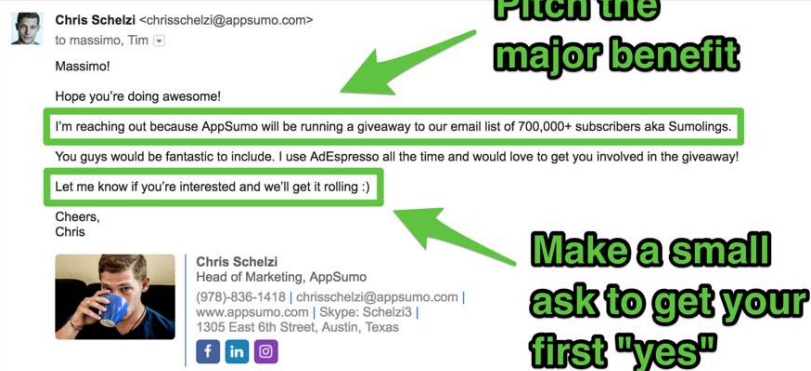 Pitch the
major benefit
Chris Schelzi <chrisschelzi@appsumo.com>
to massimo, Tim
Massimo!
Hope you're doing awesome!
I'm reaching out because AppSumo will be running a giveaway to our email list of 700,000+ subscribers aka Sumolings.
You guys would be fantastic to include. I use AdEspresso all the time and would love to get you involved in the giveaway!
Let me know if you're interested and we'll get it rolling :)
Cheers,
Chris
Make a small
ask to get your
first "yes"
Chris Schelzi
Head of Marketing, AppSumo
(978)-836-1418 | chrisschelzi@appsumo.com |
www.appsumo.com | Skype: Schelzi3 |
1305 East 6th Street, Austin, Texas
f in